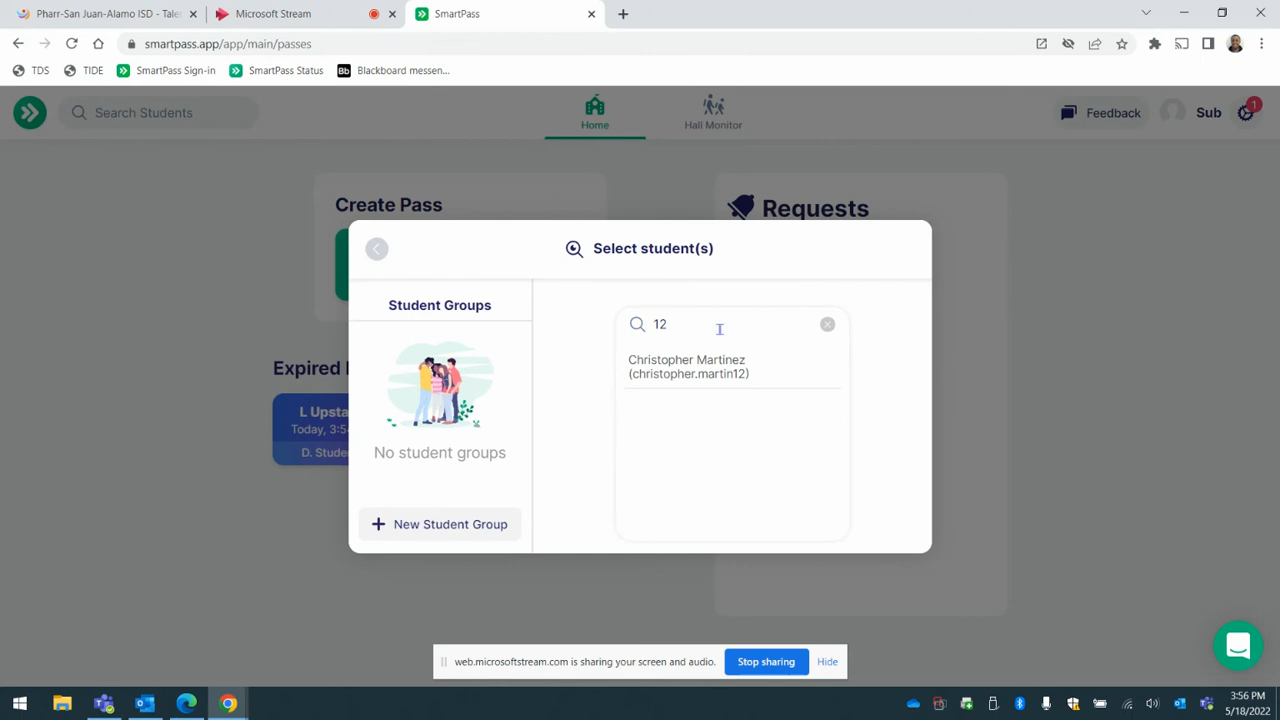 Pharr-San Juan-Alamo ISD - Tale
Microsoft Stream
SmartPass
smartpass.app/app/main/passes
TDS
TIDE
SmartPass Sign-in
SmartPass Status
Bb
Blackboard messen...
Search Students
Home
Hall Monitor
Feedback
Sub
1
Create Pass
Requests
Select student(s)
Student Groups
12
Christopher Martinez
(christopher.martin12)
Expired
L Upsta
Today, 3:54
D. Stude
No student groups
+ New Student Group
web.microsoftstream.com is sharing your screen and audio.
Stop sharing
Hide
3:56 PM
5/18/2022